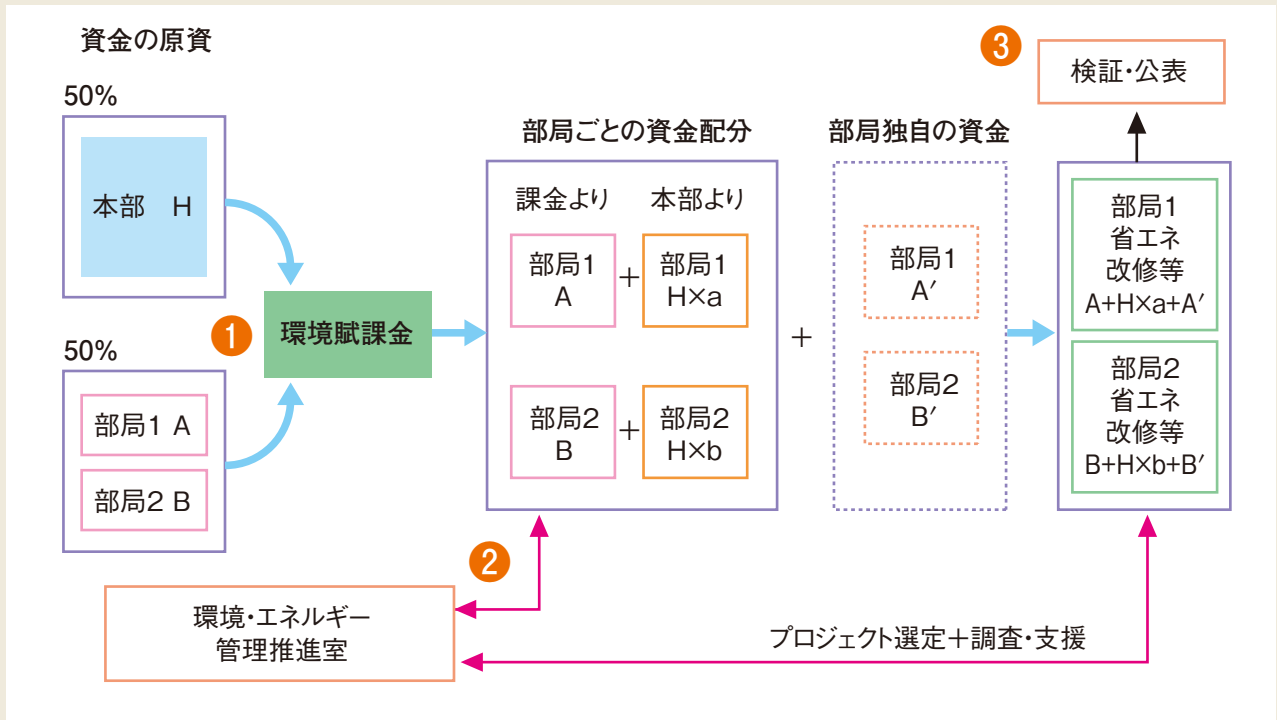 資金の原資
50%
本部 H
50%
部局1 A
部局2 B
❶
環境賦課金
部局ごとの資金配分
課金より
本部より
部局1
A
+
部局1
H×a
部局2
B
+
部局2
H×b
+
部局独自の資金
部局1
A′
部局2
B′
❸
検証・公表
部局1
省エネ
改修等
A+H×a+A′
部局2
省エネ
改修等
B+H×b+B′
❷
環境・エネルギー
管理推進室
プロジェクト選定+調査・支援